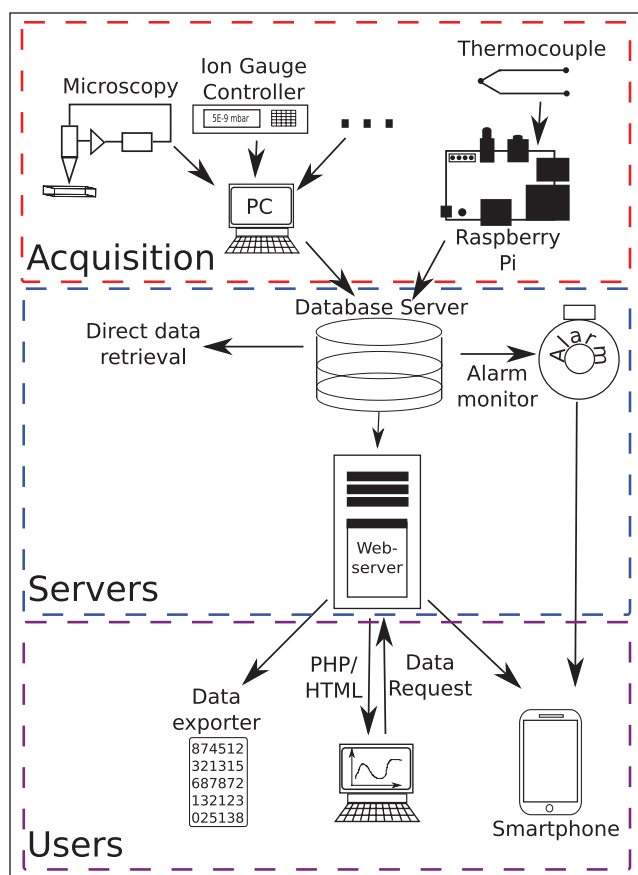 Thermocouple
Ion Gauge
Controller
Microscopy
5E-9 mbar
PC
Raspberry
Pi
Acquisition
Database Server
Direct data
retrieval
Alarm
Alarm
monitor
Web-
server
Servers
PHP/
HTML
Data
Request
Data
exporter
874512
321315
687872
132123
025138
Smartphone
Users